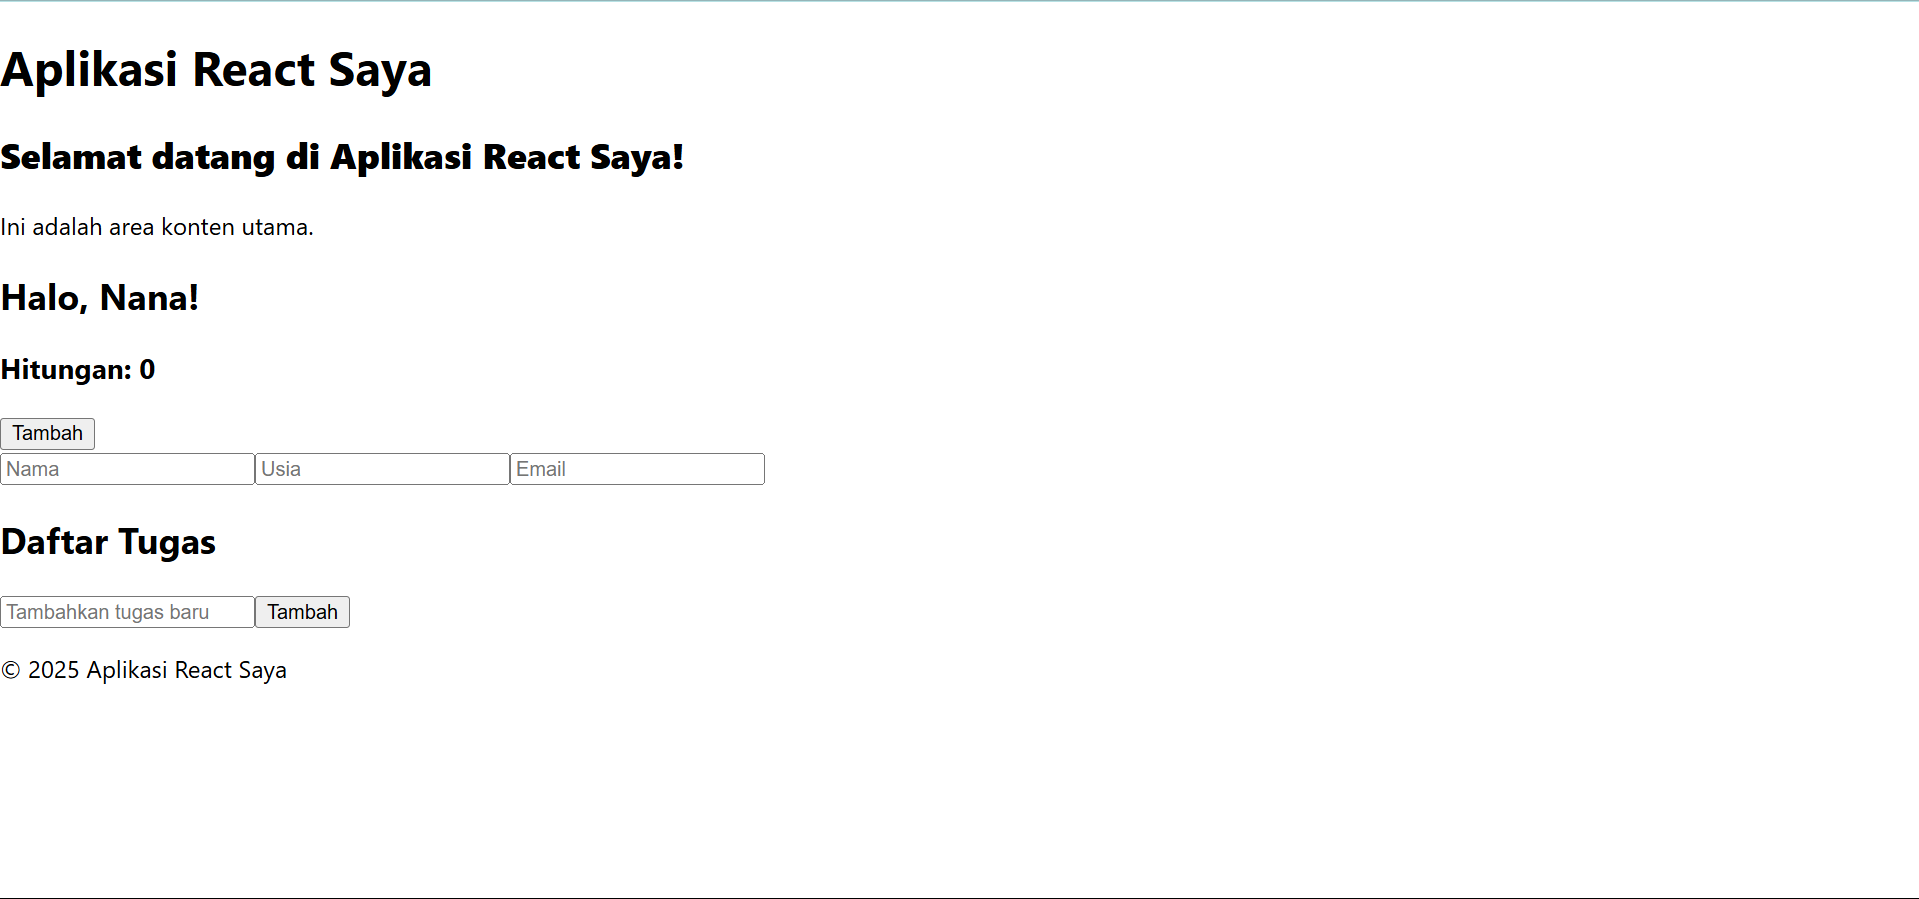 Aplikasi React Saya
Selamat datang di Aplikasi React Saya!
Ini adalah area konten utama.
Halo, Nana!
Hitungan: 0
Tambah
Nama Usia Email
Daftar Tugas
Tambahkan tugas baru Tambah
© 2025 Aplikasi React Saya